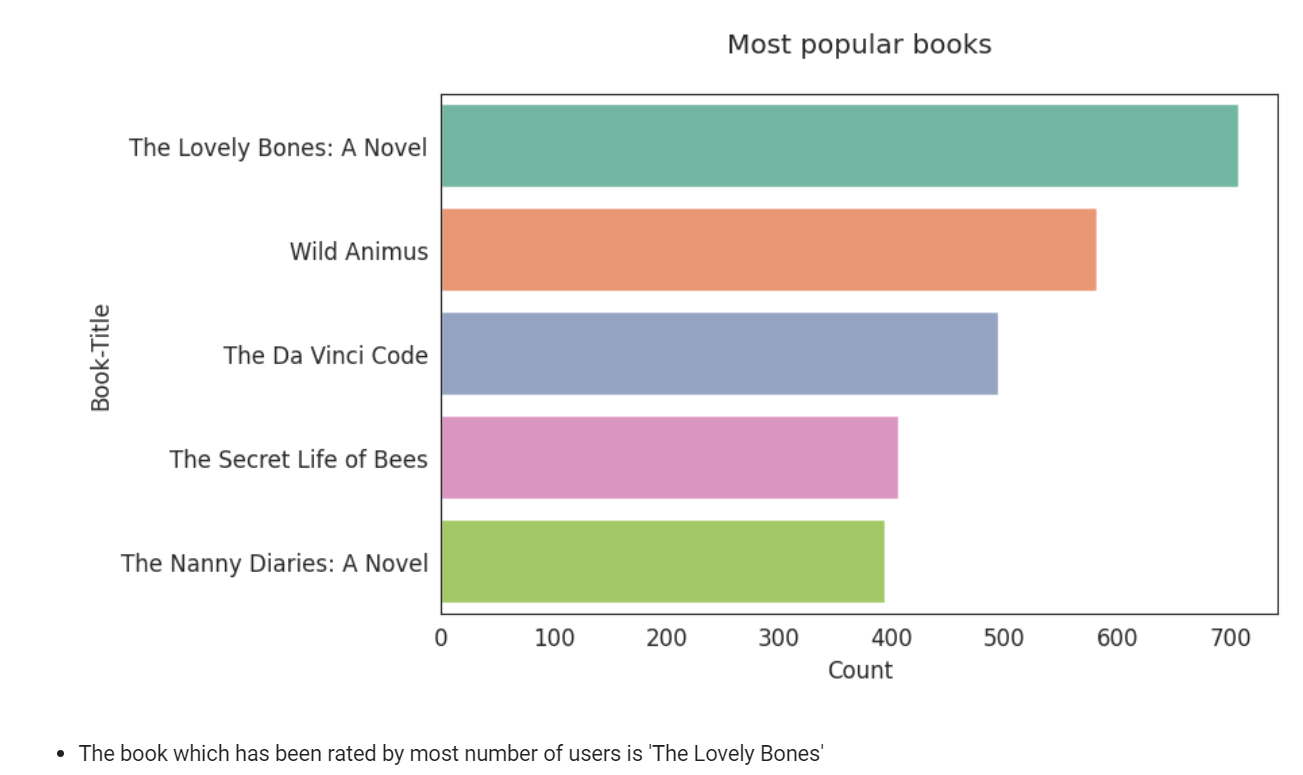 Most popular books
The Lovely Bones: A Novel
Wild Animus
The Da Vinci Code
The Secret Life of Bees
The Nanny Diaries: A Novel
Book-Title
0 100 200 300 400 500 600 700
Count
• The book which has been rated by most number of users is 'The Lovely Bones'